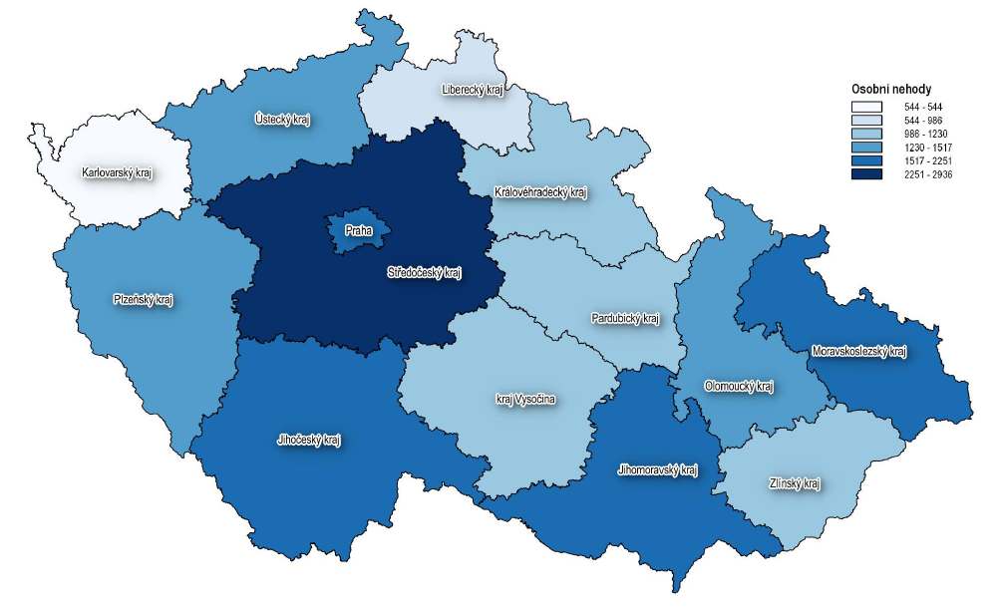 Liberecký kraj
Osobní nehody
544 - 544
544 - 986
986 - 1230
1230 - 1517
1517 - 2251
2251 - 2936
Ústecký kraj
Karlovarský kraj
Královéhradecký kraj
Praha
Středočeský kraj
Plzeňský kraj
Pardubický kraj
Moravskoslezský kraj
Olomoucký kraj
kraj Vysočina
Jihočeský kraj
Jihomoravský kraj
Zlínský kraj